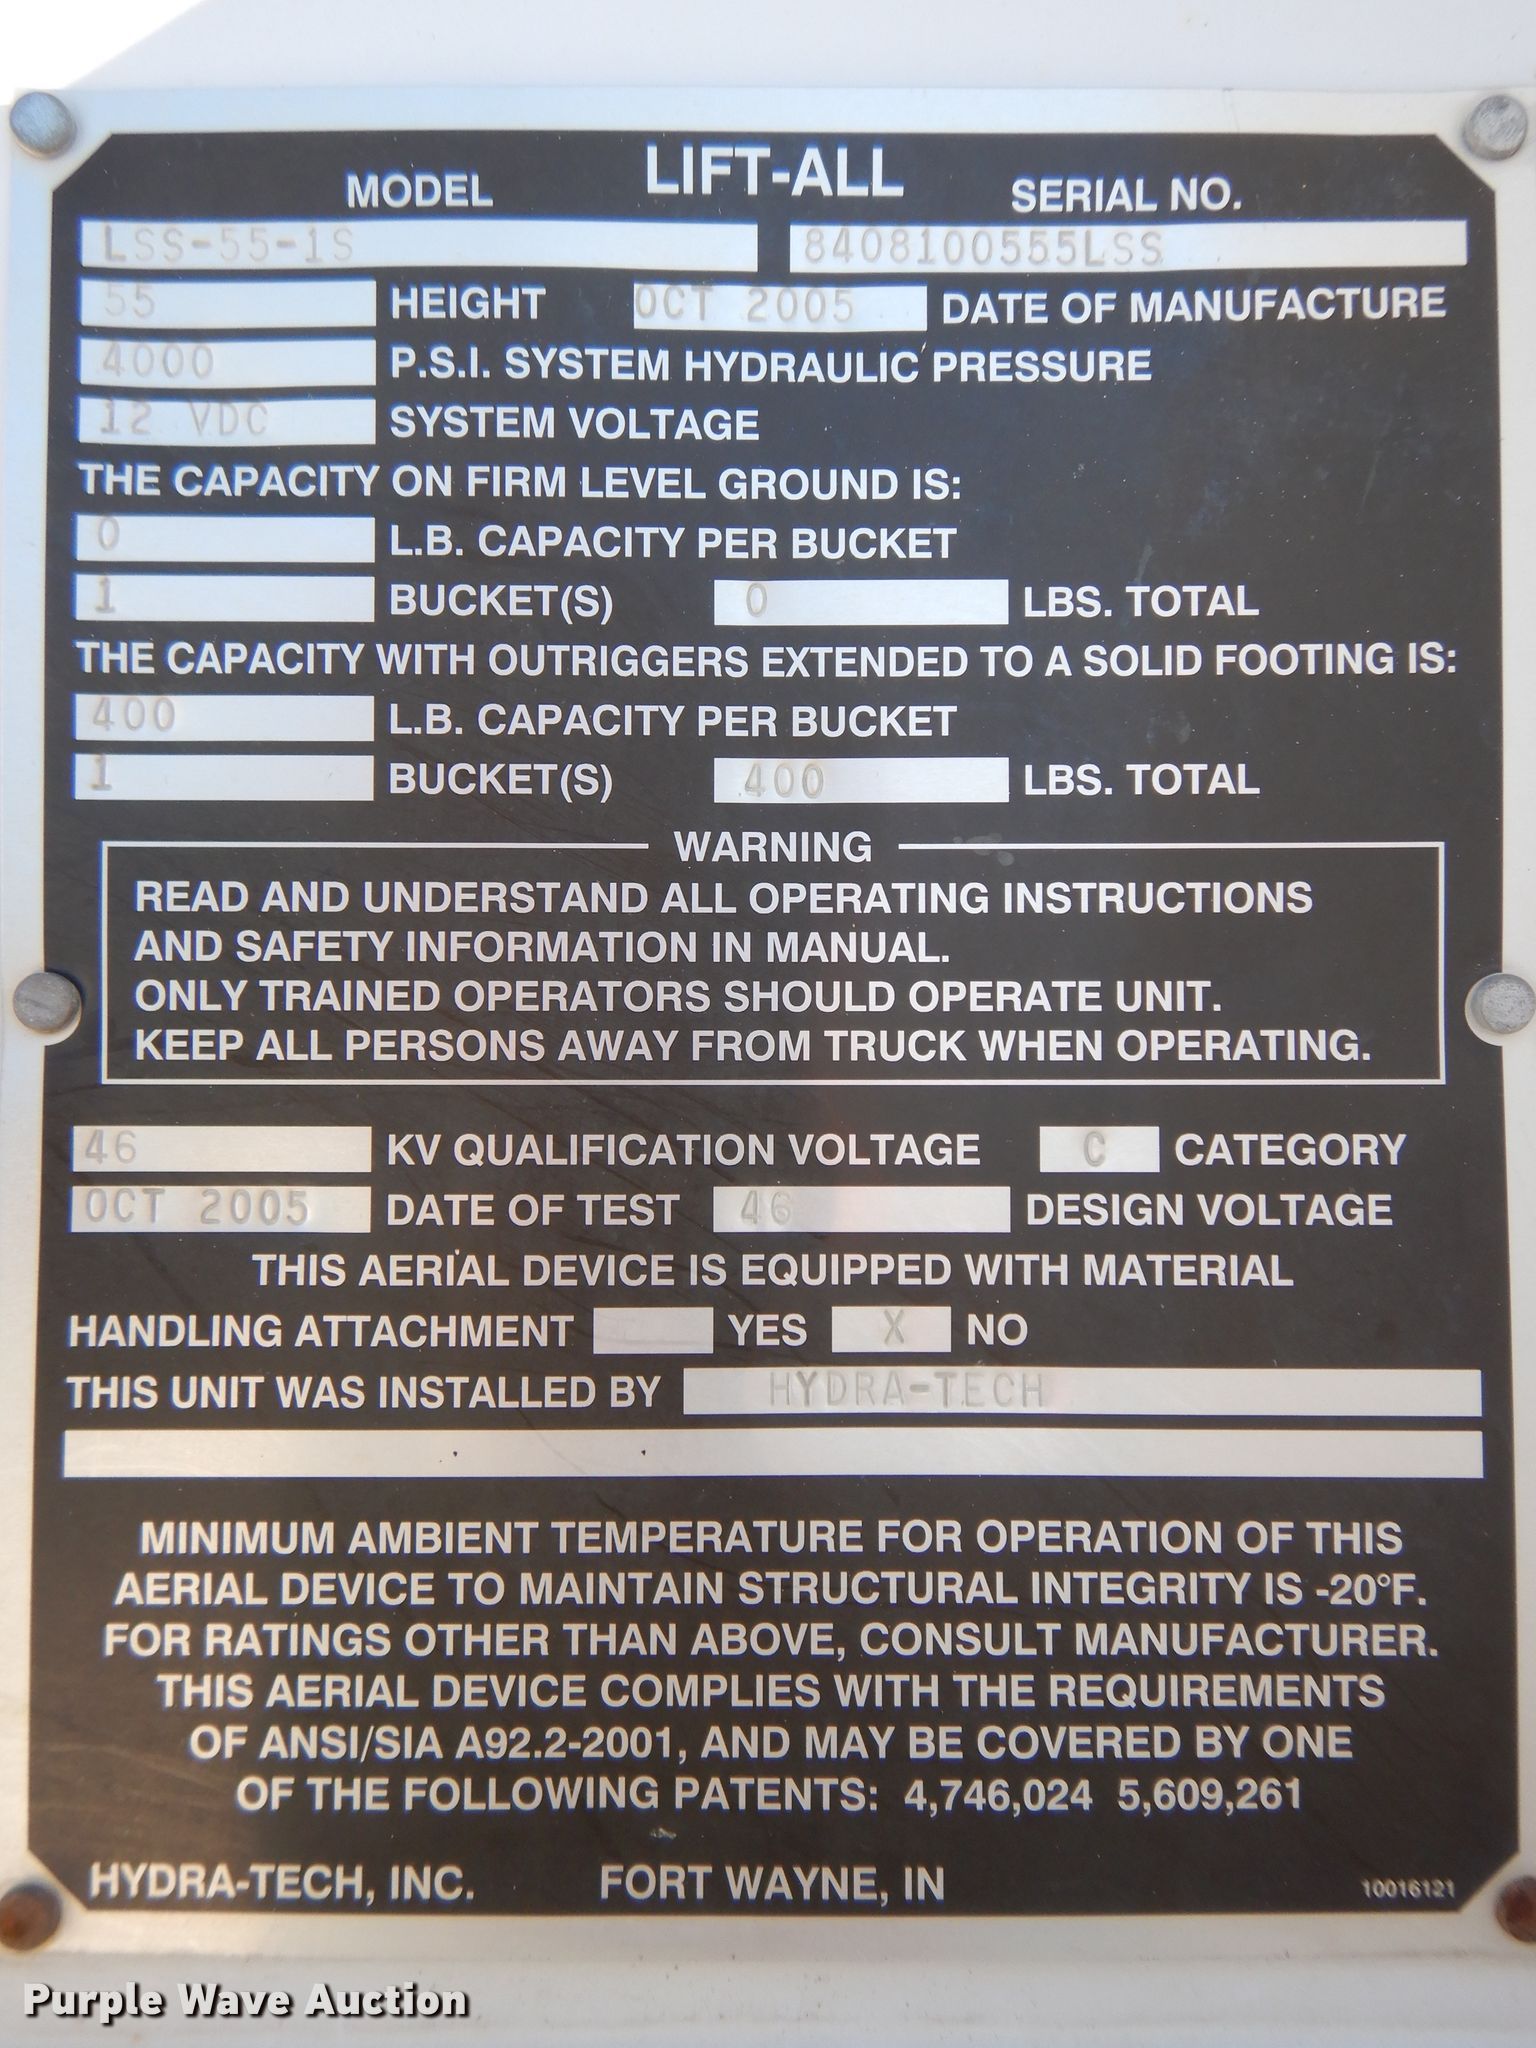 LIFT-ALL
MODEL SERIAL NO.
LSS-55-1S 8408100555LSS
55 HEIGHT OCT 2005 DATE OF MANUFACTURE
4000 P.S.I. SYSTEM HYDRAULIC PRESSURE
12 VDC SYSTEM VOLTAGE
THE CAPACITY ON FIRM LEVEL GROUND IS:
0 L.B. CAPACITY PER BUCKET
1 BUCKET(S) 0 LBS. TOTAL
THE CAPACITY WITH OUTRIGGERS EXTENDED TO A SOLID FOOTING IS:
400 L.B. CAPACITY PER BUCKET
1 BUCKET(S) 400 LBS. TOTAL
WARNING
READ AND UNDERSTAND ALL OPERATING INSTRUCTIONS
AND SAFETY INFORMATION IN MANUAL.
ONLY TRAINED OPERATORS SHOULD OPERATE UNIT.
KEEP ALL PERSONS AWAY FROM TRUCK WHEN OPERATING.
46 KV QUALIFICATION VOLTAGE C CATEGORY
OCT 2005 DATE OF TEST 46 DESIGN VOLTAGE
THIS AERIAL DEVICE IS EQUIPPED WITH MATERIAL
HANDLING ATTACHMENT YES X NO
THIS UNIT WAS INSTALLED BY HYDRA-TECH
MINIMUM AMBIENT TEMPERATURE FOR OPERATION OF THIS
AERIAL DEVICE TO MAINTAIN STRUCTURAL INTEGRITY IS -20°F.
FOR RATINGS OTHER THAN ABOVE, CONSULT MANUFACTURER.
THIS AERIAL DEVICE COMPLIES WITH THE REQUIREMENTS
OF ANSI/SIA A92.2-2001, AND MAY BE COVERED BY ONE
OF THE FOLLOWING PATENTS: 4,746,024 5,609,261
HYDRA-TECH, INC. FORT WAYNE, IN 10016121
Purple Wave Auction